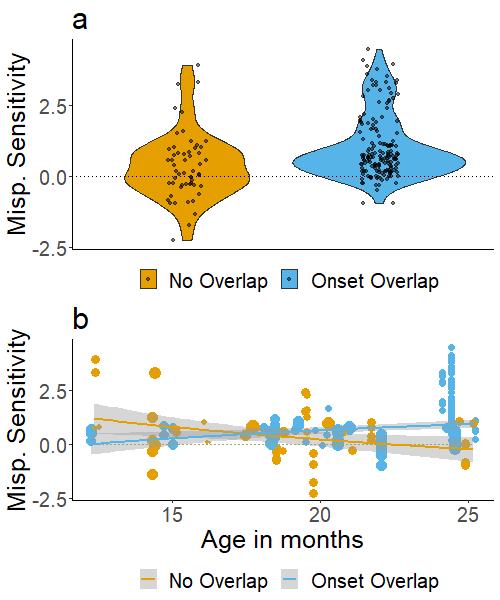 a
Misp. Sensitivity
2.5
0.0
-2.5
No Overlap Onset Overlap
b
Misp. Sensitivity
2.5
0.0
-2.5
15 20 25
Age in months
No Overlap Onset Overlap